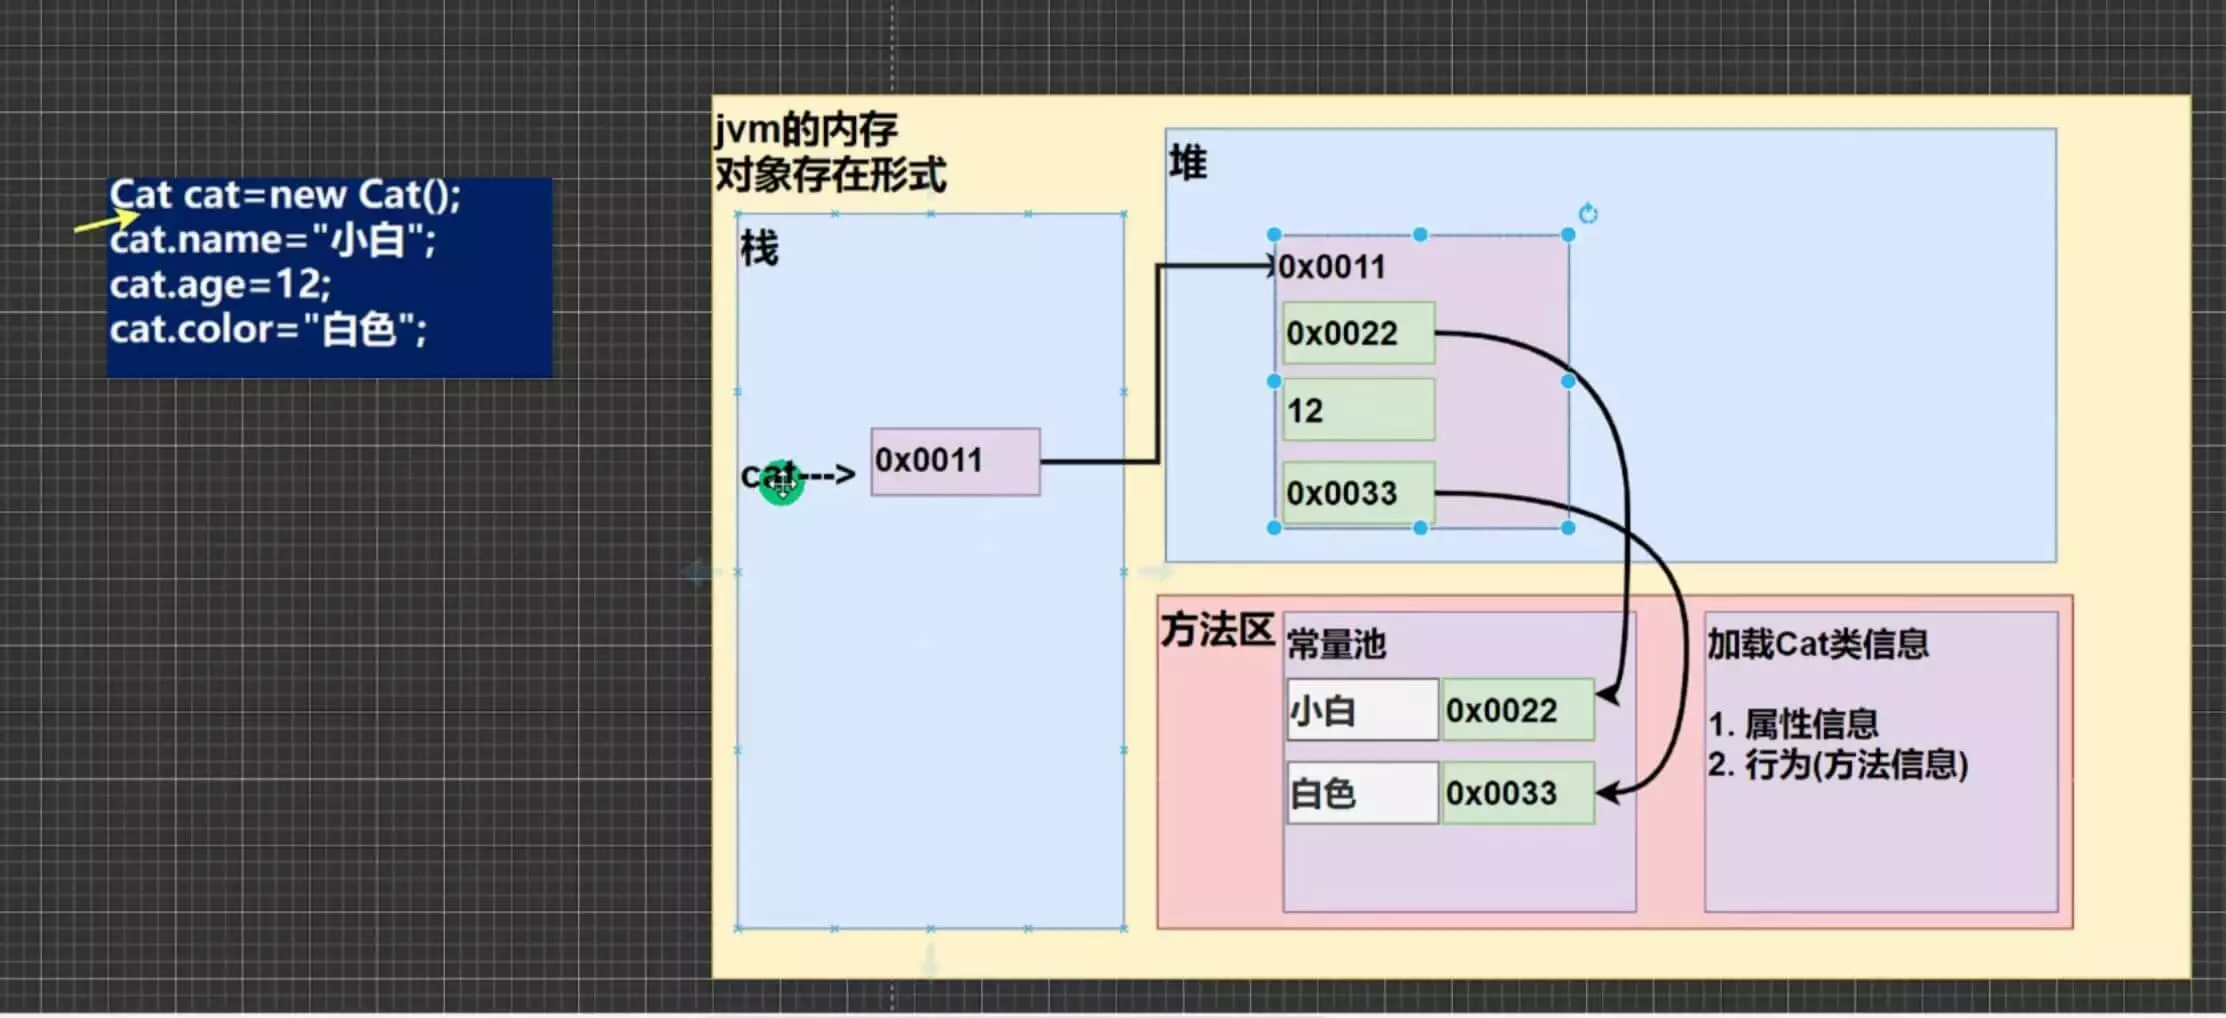 Cat cat=new Cat();
cat.name="小白";
cat.age=12;
cat.color="白色";
jvm的内存
对象存在形式
栈
cat--->
0x0011
堆
0x0011
0x0022
12
0x0033
方法区
常量池
小白
0x0022
白色
0x0033
加载Cat类信息
1. 属性信息
2. 行为(方法信息)